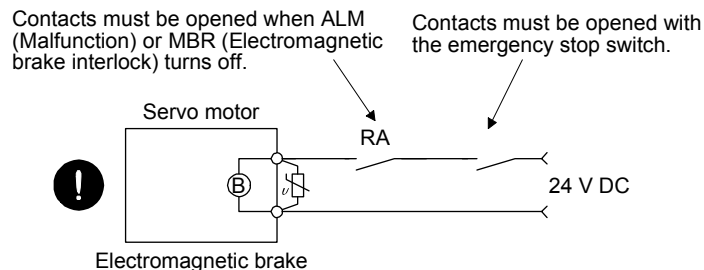 Contacts must be opened when ALM
(Malfunction) or MBR (Electromagnetic
brake interlock) turns off.
Contacts must be opened with
the emergency stop switch.
Servo motor
RA
B
υ
24 V DC
Electromagnetic brake